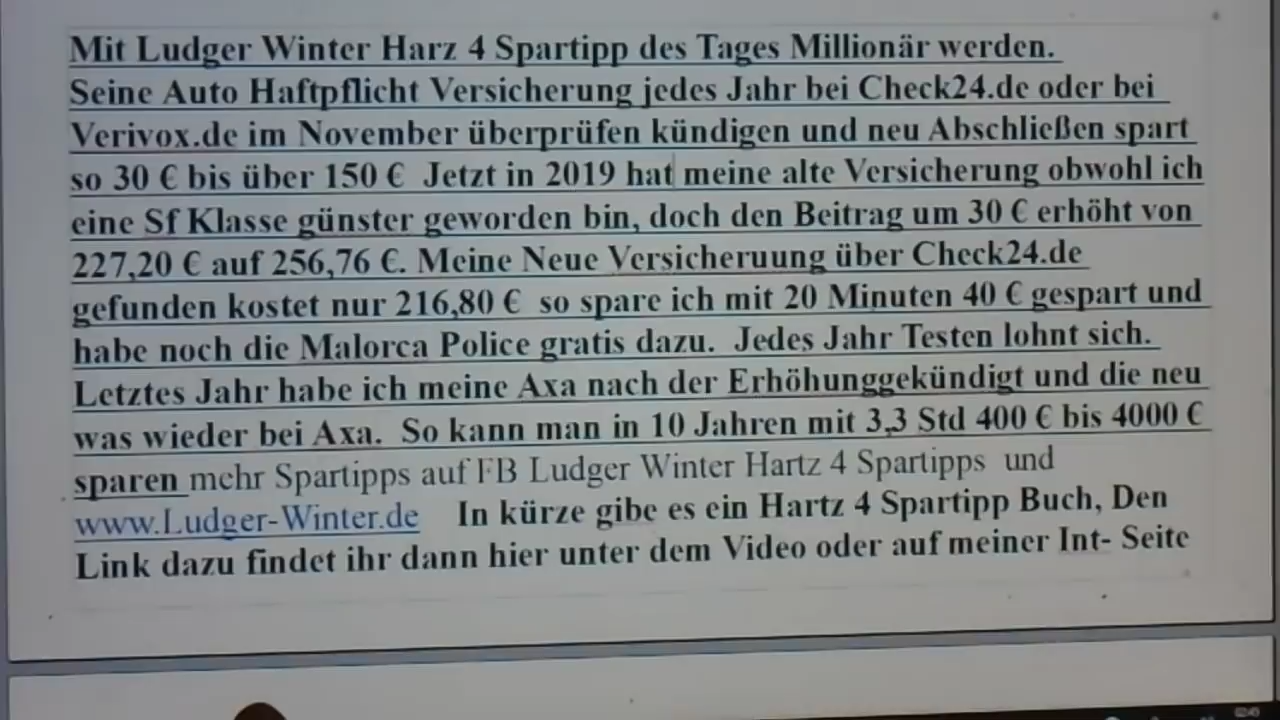 Mit Ludger Winter Harz 4 Spartipp des Tages Millionär werden.
Seine Auto Haftpflicht Versicherung jedes Jahr bei Check24.de oder bei
Verivox.de im November überprüfen kündigen und neu Abschließen spart
so 30 € bis über 150 € Jetzt in 2019 hat meine alte Versicherung obwohl ich
eine Sf Klasse günster geworden bin, doch den Beitrag um 30 € erhöht von
227,20 € auf 256,76 €. Meine Neue Versicheruung über Check24.de
gefunden kostet nur 216,80 € so spare ich mit 20 Minuten 40 € gespart und
habe noch die Malorca Police gratis dazu. Jedes Jahr Testen lohnt sich.
Letztes Jahr habe ich meine Axa nach der Erhöhunggekündigt und die neu
was wieder bei Axa. So kann man in 10 Jahren mit 3,3 Std 400 € bis 4000 €
sparen mehr Spartipps auf FB Ludger Winter Hartz 4 Spartipps und
www.Ludger-Winter.de In kürze gibe es ein Hartz 4 Spartipp Buch, Den
Link dazu findet ihr dann hier unter dem Video oder auf meiner Int- Seite